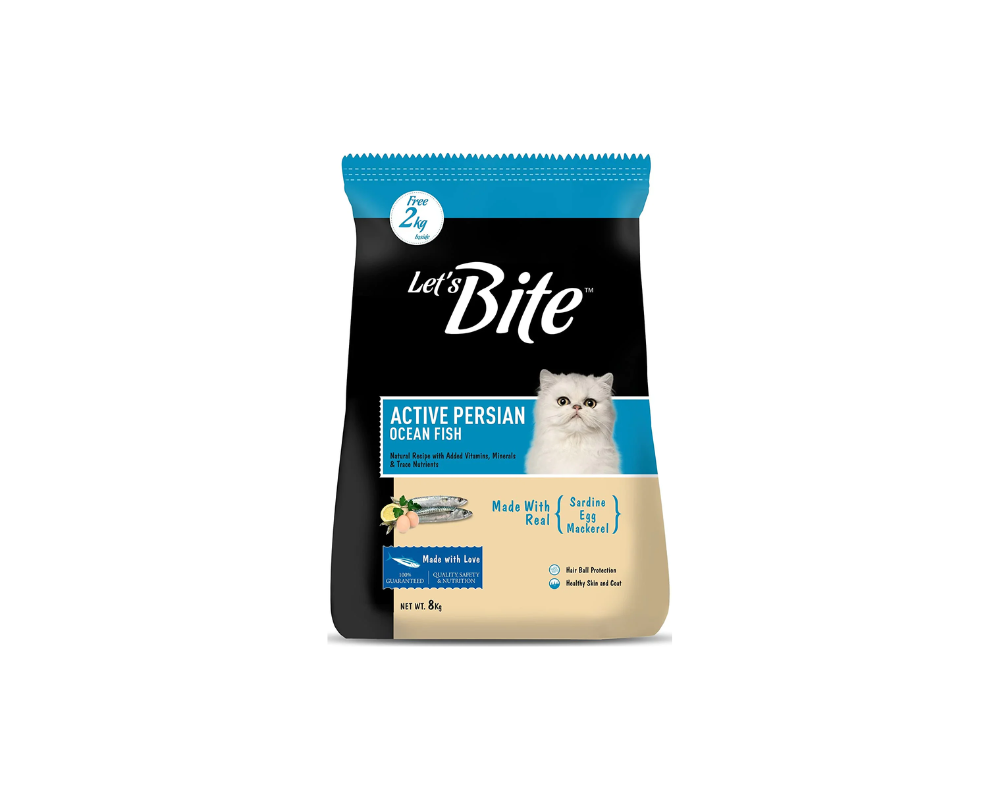 Free
2kg
Inside
Let's Bite™
ACTIVE PERSIAN
OCEAN FISH
Natural Recipe with Added Vitamins, Minerals
& Trace Nutrients
Made With
Real
Sardine
Egg
Mackerel
Made with Love
100%
GUARANTEED
QUALITY, SAFETY
& NUTRITION
Hair Ball Protection
Healthy Skin and Coat
NET WT. 8Kg